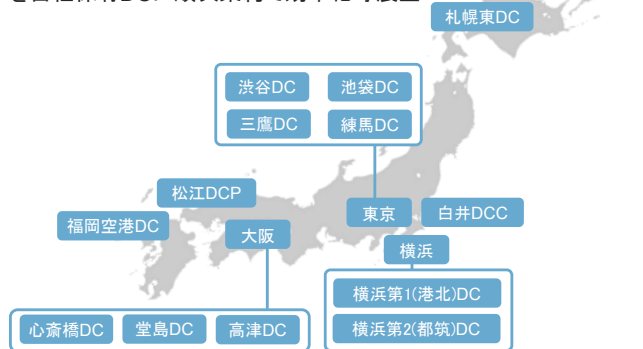 札幌東DC
渋谷DC 池袋DC
三鷹DC 練馬DC
松江DCP
福岡空港DC
大阪
東京
白井DCC
横浜
横浜第1(港北)DC
横浜第2(都筑)DC
心斎橋DC 堂島DC 高津DC